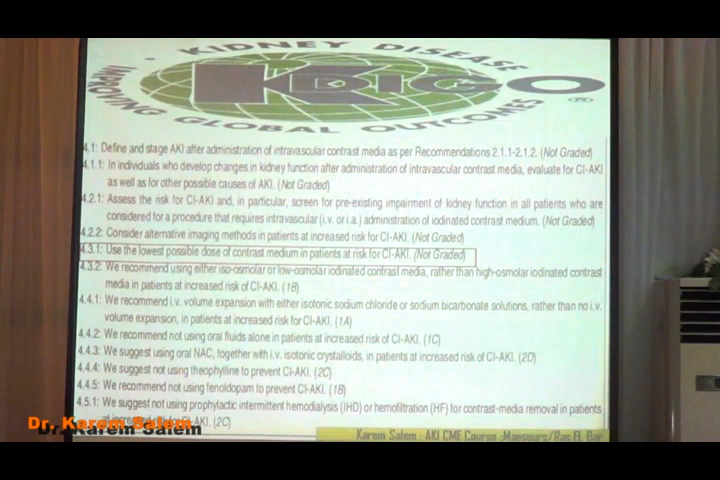 KIDNEY DISEASE
KDIGO ®
IMPROVING GLOBAL OUTCOMES
4.1: Define and stage AKI after administration of intravascular contrast media as per Recommendations 2.1.1-2.1.2. (Not Graded)
4.1.1: In individuals who develop changes in kidney function after administration of intravascular contrast media, evaluate for CI-AKI
as well as for other possible causes of AKI. (Not Graded)
4.2.1: Assess the risk for CI-AKI and, in particular, screen for pre-existing impairment of kidney function in all patients who are
considered for a procedure that requires intravascular (i.v. or i.a.) administration of iodinated contrast medium. (Not Graded)
4.2.2: Consider alternative imaging methods in patients at increased risk for CI-AKI. (Not Graded)
4.3.1: Use the lowest possible dose of contrast medium in patients at risk for CI-AKI. (Not Graded)
4.3.2: We recommend using either iso-osmolar or low-osmolar iodinated contrast media, rather than high-osmolar iodinated contrast
media in patients at increased risk of CI-AKI. (1B)
4.4.1: We recommend i.v. volume expansion with either isotonic sodium chloride or sodium bicarbonate solutions, rather than no i.v.
volume expansion, in patients at increased risk for CI-AKI. (1A)
4.4.2: We recommend not using oral fluids alone in patients at increased risk of CI-AKI. (1C)
4.4.3: We suggest using oral NAC, together with i.v. isotonic crystalloids, in patients at increased risk of CI-AKI. (2D)
4.4.4: We suggest not using theophylline to prevent CI-AKI. (2C)
4.4.5: We recommend not using fenoldopam to prevent CI-AKI. (1B)
4.5.1: We suggest not using prophylactic intermittent hemodialysis (IHD) or hemofiltration (HF) for contrast-media removal in patients
AKI. (2C)
Dr. Karem Salem
Dr. Karem Salem
Karem Salem : AKI CME Course :Mansoura/Ras El Bar